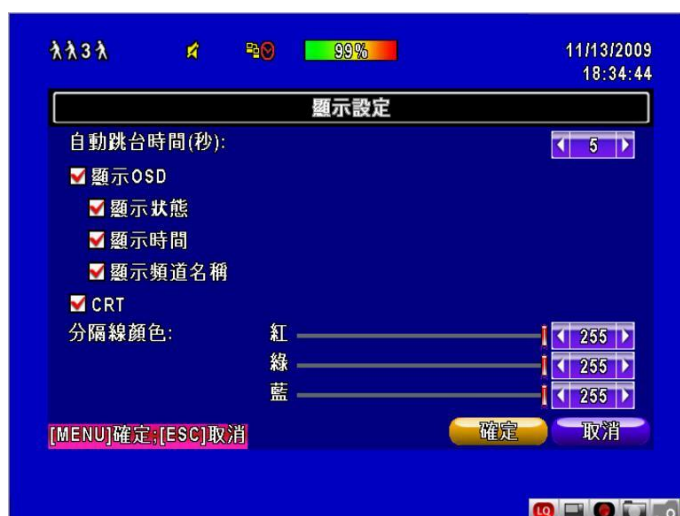 3
99%
11/13/2009
18:34:44
顯示設定
自動跳台時間(秒):
5
顯示OSD
顯示狀態
顯示時間
顯示頻道名稱
CRT
分隔線顏色:
紅
255
綠
255
藍
255
[MENU]確定;[ESC]取消
確定
取消
LQ